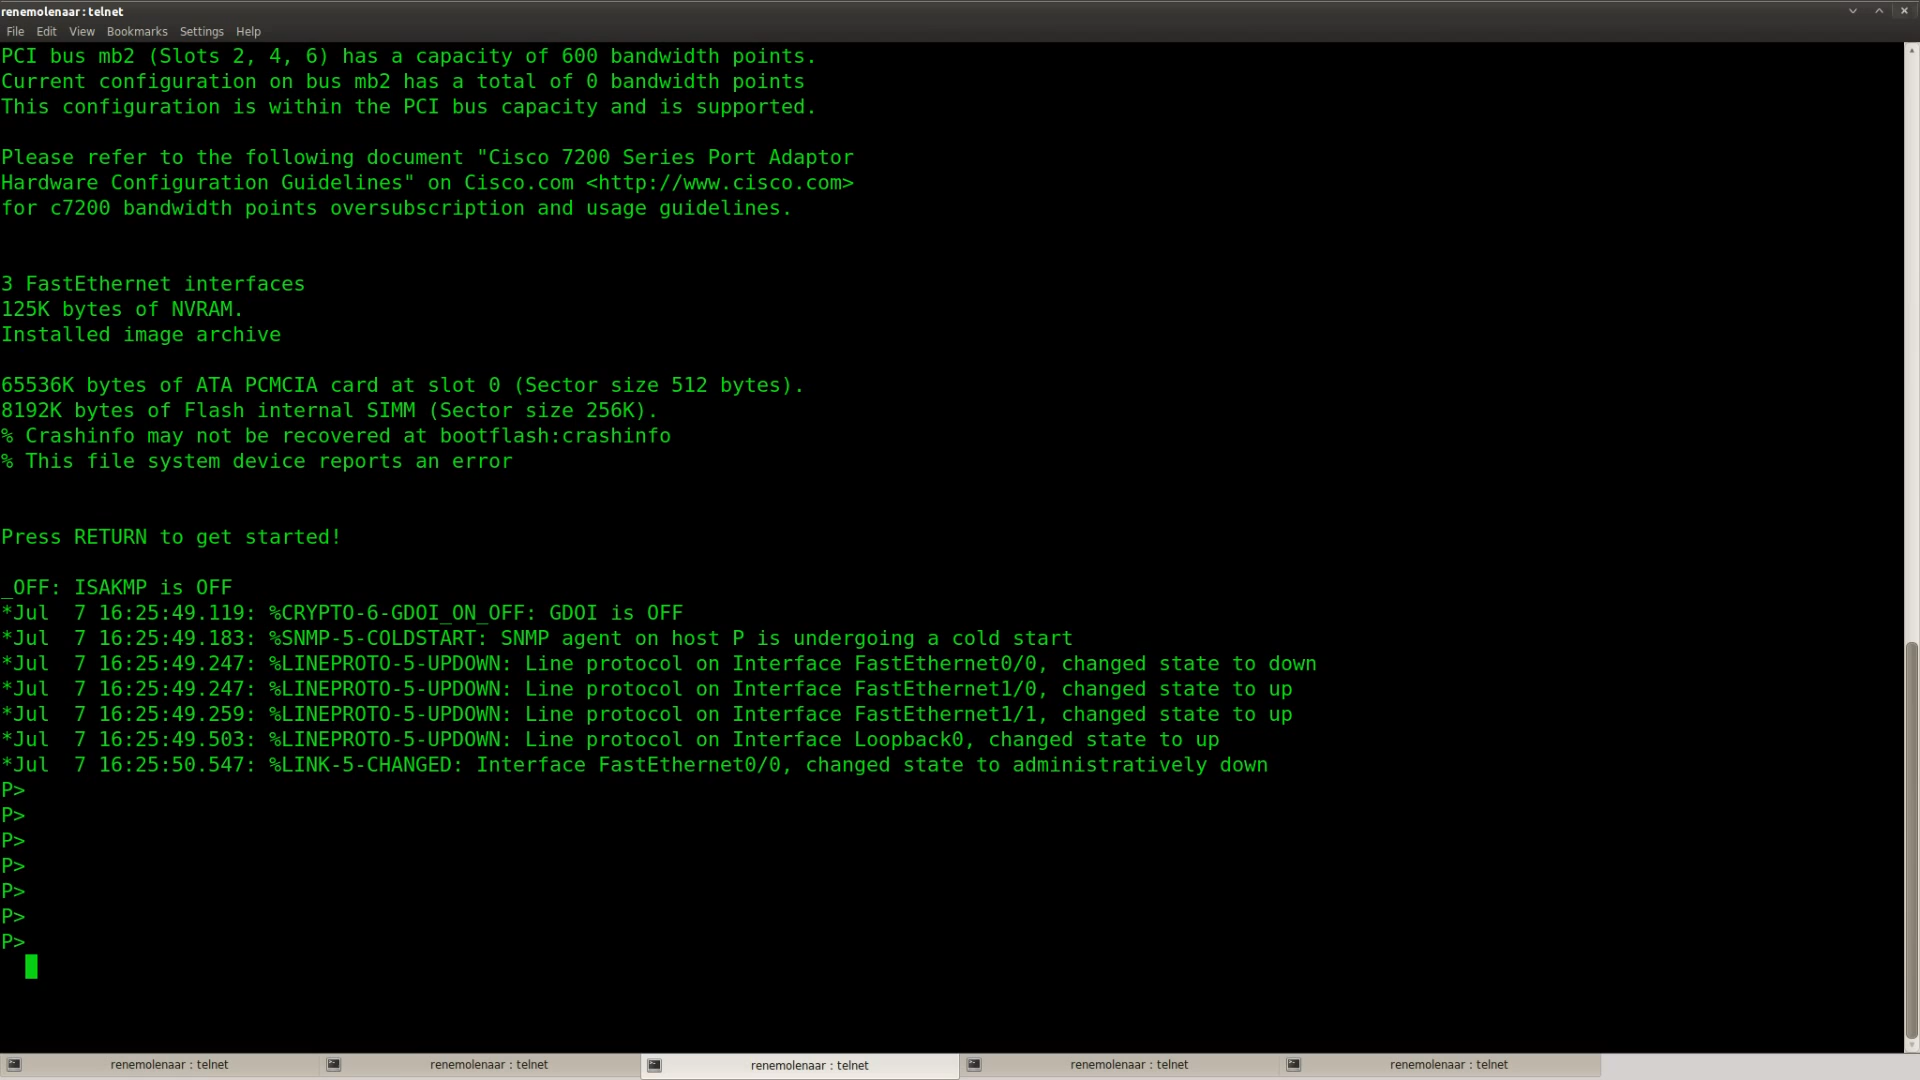 renemolenaar : telnet
File Edit View Bookmarks Settings Help
PCI bus mb2 (Slots 2, 4, 6) has a capacity of 600 bandwidth points.
Current configuration on bus mb2 has a total of 0 bandwidth points
This configuration is within the PCI bus capacity and is supported.
Please refer to the following document "Cisco 7200 Series Port Adaptor
Hardware Configuration Guidelines" on Cisco.com <http://www.cisco.com>
for c7200 bandwidth points oversubscription and usage guidelines.
3 FastEthernet interfaces
125K bytes of NVRAM.
Installed image archive
65536K bytes of ATA PCMCIA card at slot 0 (Sector size 512 bytes).
8192K bytes of Flash internal SIMM (Sector size 256K).
% Crashinfo may not be recovered at bootflash:crashinfo
% This file system device reports an error
Press RETURN to get started!
_OFF: ISAKMP is OFF
*Jul  7 16:25:49.119: %CRYPTO-6-GDOI_ON_OFF: GDOI is OFF
*Jul  7 16:25:49.183: %SNMP-5-COLDSTART: SNMP agent on host P is undergoing a cold start
*Jul  7 16:25:49.247: %LINEPROTO-5-UPDOWN: Line protocol on Interface FastEthernet0/0, changed state to down
*Jul  7 16:25:49.247: %LINEPROTO-5-UPDOWN: Line protocol on Interface FastEthernet1/0, changed state to up
*Jul  7 16:25:49.259: %LINEPROTO-5-UPDOWN: Line protocol on Interface FastEthernet1/1, changed state to up
*Jul  7 16:25:49.503: %LINEPROTO-5-UPDOWN: Line protocol on Interface Loopback0, changed state to up
*Jul  7 16:25:50.547: %LINK-5-CHANGED: Interface FastEthernet0/0, changed state to administratively down
P>
P>
P>
P>
P>
P>
P>
renemolenaar : telnet renemolenaar : telnet renemolenaar : telnet renemolenaar : telnet renemolenaar : telnet